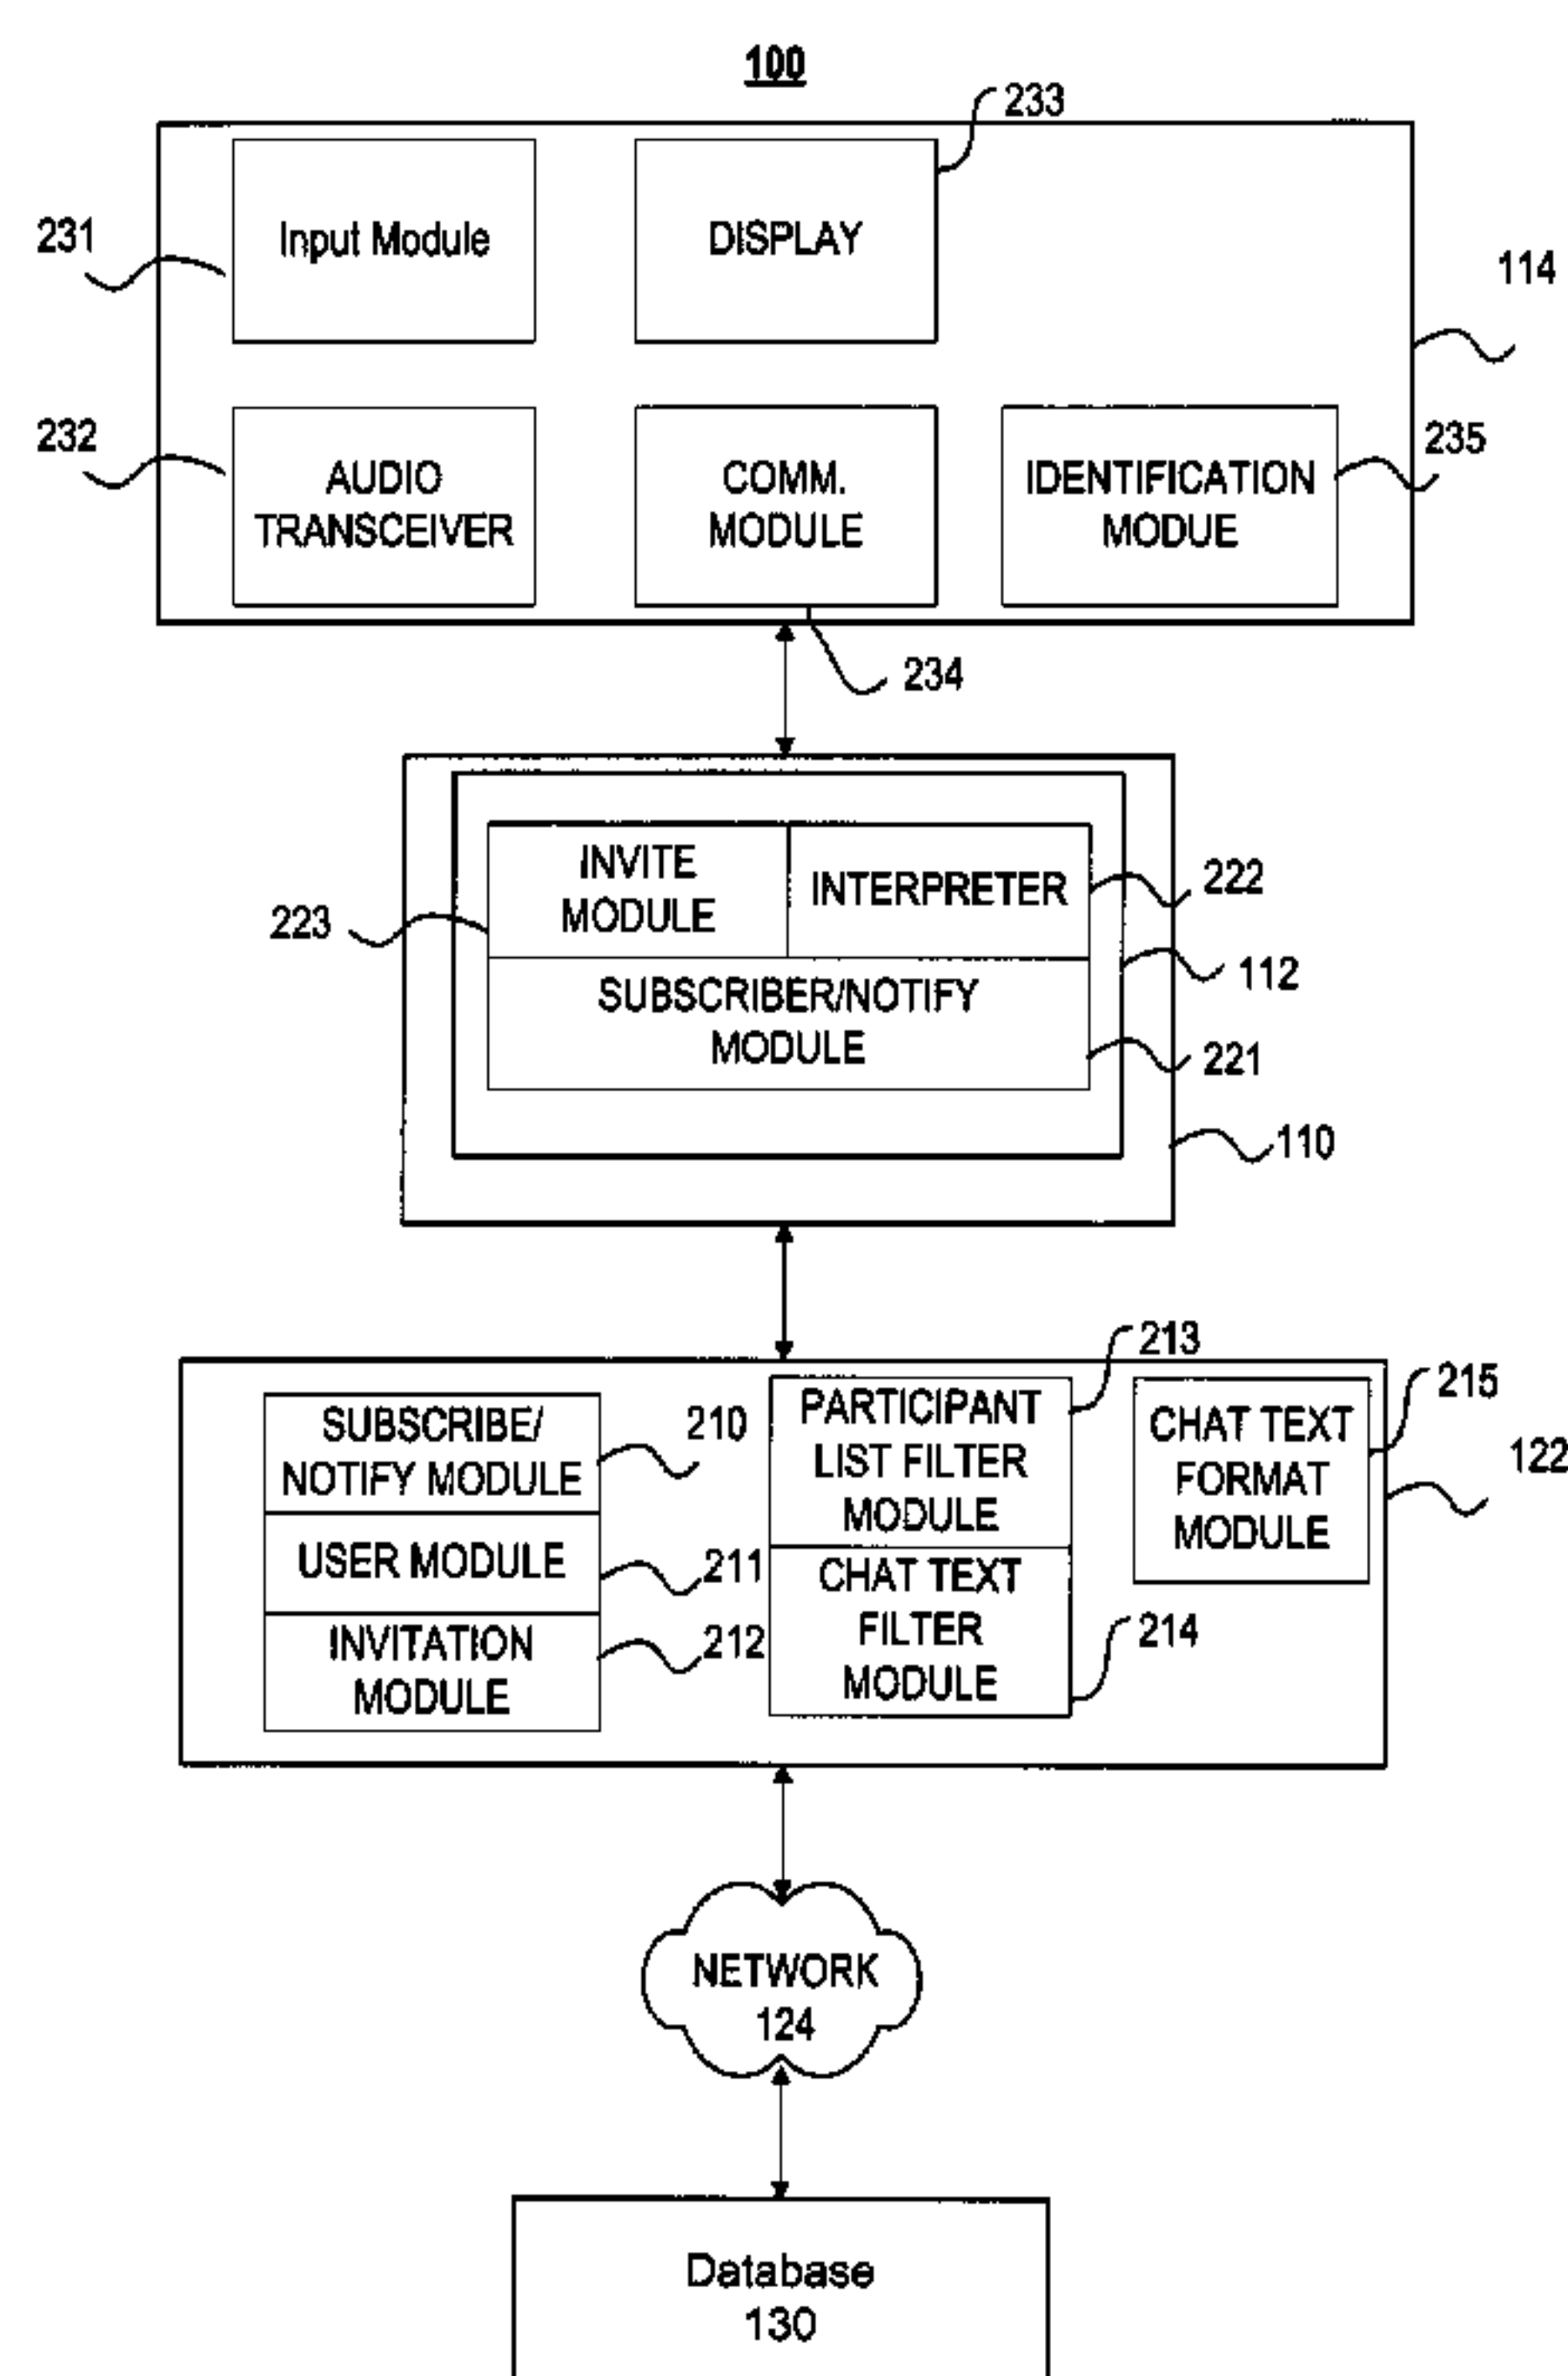 100
233
231
Input Module
DISPLAY
114
232
AUDIO
TRANSCEIVER
COMM.
MODULE
IDENTIFICATION
MODUE
235
234
INVITE
MODULE
INTERPRETER
222
223
112
SUBSCRIBER/NOTIFY
MODULE
221
110
213
215
SUBSCRIBE/
NOTIFY MODULE
210
PARTICIPANT
LIST FILTER
MODULE
CHAT TEXT
FORMAT
MODULE
122
USER MODULE
211
CHAT TEXT
FILTER
MODULE
214
INVITATION
MODULE
212
NETWORK
124
Database
130